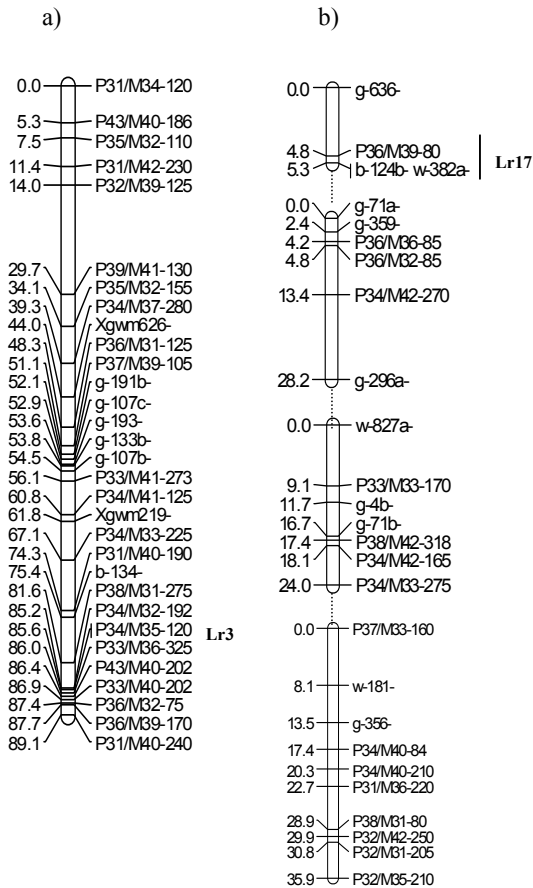 a)
0.0 P31/M34-120
5.3 P43/M40-186
7.5 P35/M32-110
11.4 P31/M42-230
14.0 P32/M39-125
29.7 P39/M41-130
34.1 P35/M32-155
39.3 P34/M37-280
44.0 Xgwm626-
48.3 P36/M31-125
51.1 P37/M39-105
52.1 g-191b-
52.9 g-107c-
53.6 g-193-
53.8 g-133b-
54.5 g-107b-
56.1 P33/M41-273
60.8 P34/M41-125
61.8 Xgwm219-
67.1 P34/M33-225
74.3 P31/M40-190
75.4 b-134-
81.6 P38/M31-275
85.2 P34/M32-192
85.6 P34/M35-120 Lr3
86.0 P33/M36-325
86.4 P43/M40-202
86.9 P33/M40-202
87.4 P36/M32-75
87.7 P36/M39-170
89.1 P31/M40-240
b)
0.0 g-636-
4.8 P36/M39-80 Lr17
5.3 b-124b- w-382a-
0.0 g-71a-
2.4 g-359-
4.2 P36/M36-85
4.8 P36/M32-85
13.4 P34/M42-270
28.2 g-296a-
0.0 w-827a-
9.1 P33/M33-170
11.7 g-4b-
16.7 g-71b-
17.4 P38/M42-318
18.1 P34/M42-165
24.0 P34/M33-275
0.0 P37/M33-160
8.1 w-181-
13.5 g-356-
17.4 P34/M40-84
20.3 P34/M40-210
22.7 P31/M36-220
28.9 P38/M31-80
29.9 P32/M42-250
30.8 P32/M31-205
35.9 P32/M35-210